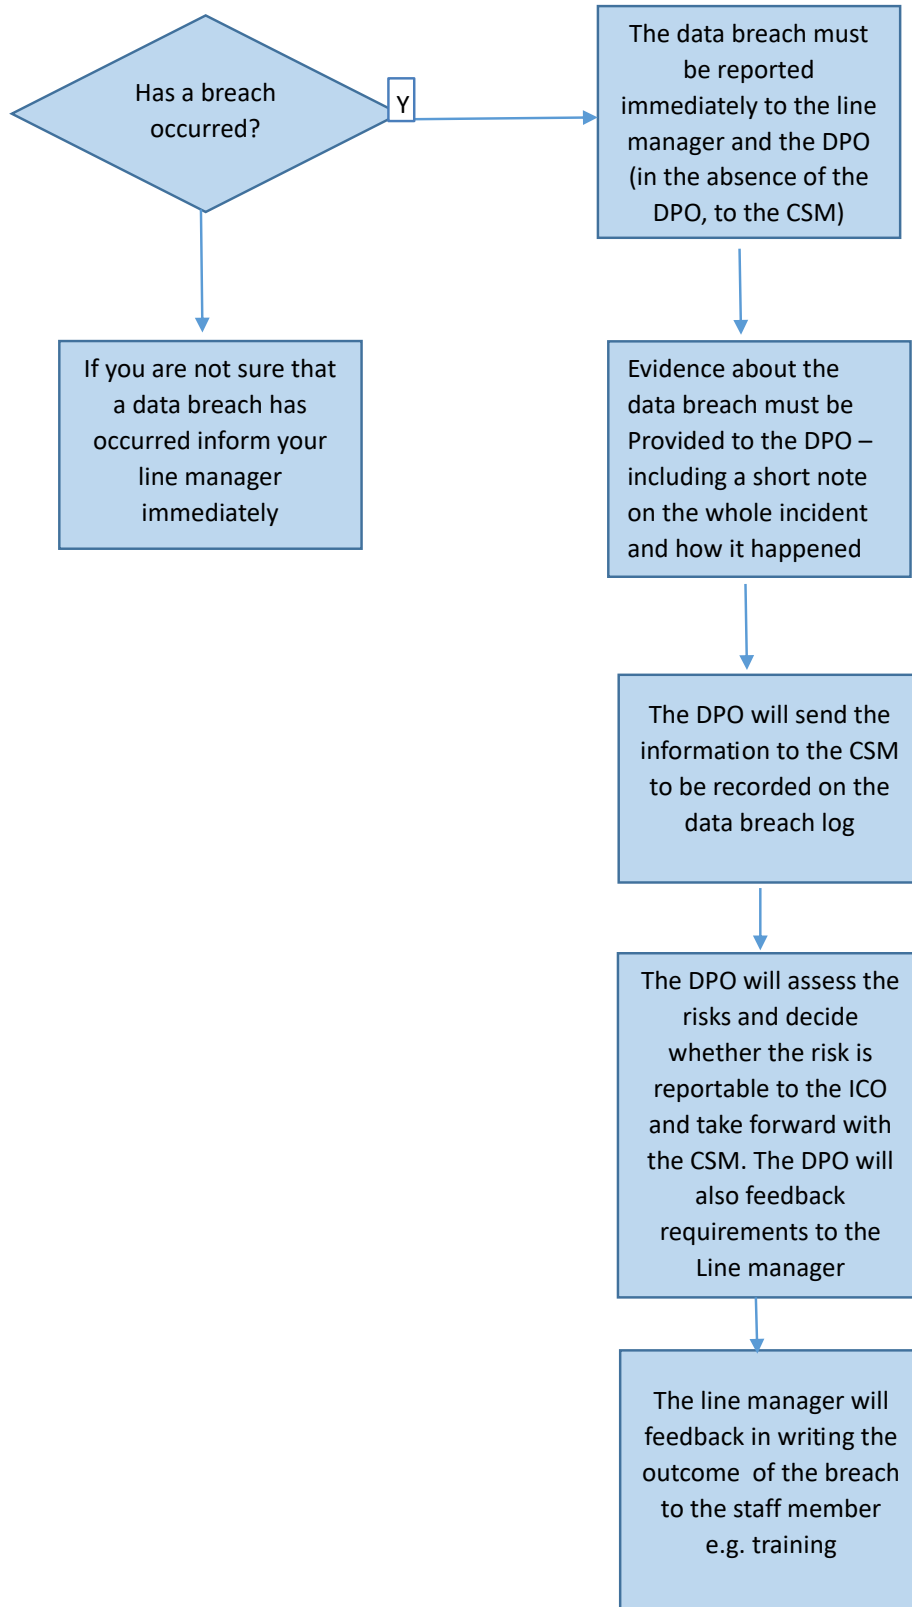 Has a breach
occurred?
Y
The data breach must
be reported
immediately to the line
manager and the DPO
(in the absence of the
DPO, to the CSM)
If you are not sure that
a data breach has
occurred inform your
line manager
immediately
Evidence about the
data breach must be
Provided to the DPO –
including a short note
on the whole incident
and how it happened
The DPO will send the
information to the CSM
to be recorded on the
data breach log
The DPO will assess the
risks and decide
whether the risk is
reportable to the ICO
and take forward with
the CSM. The DPO will
also feedback
requirements to the
Line manager
The line manager will
feedback in writing the
outcome  of the breach
to the staff member
e.g. training